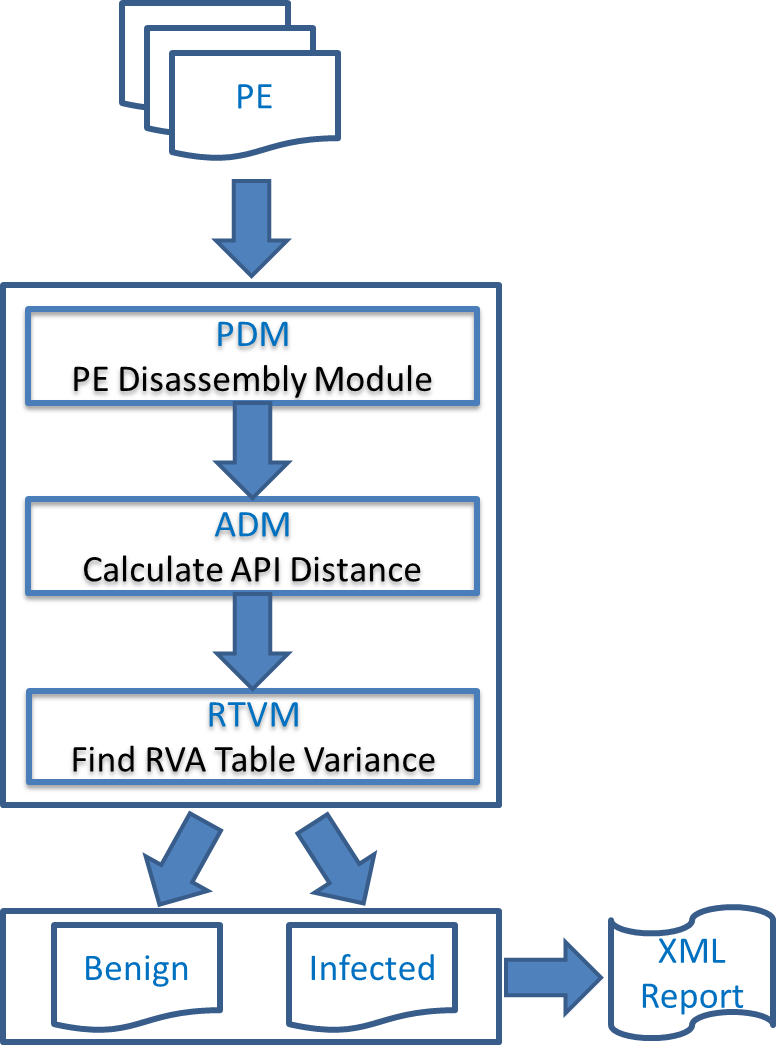 PE
PDM
PE Disassembly Module
ADM
Calculate API Distance
RTVM
Find RVA Table Variance
Benign
Infected
XML
Report